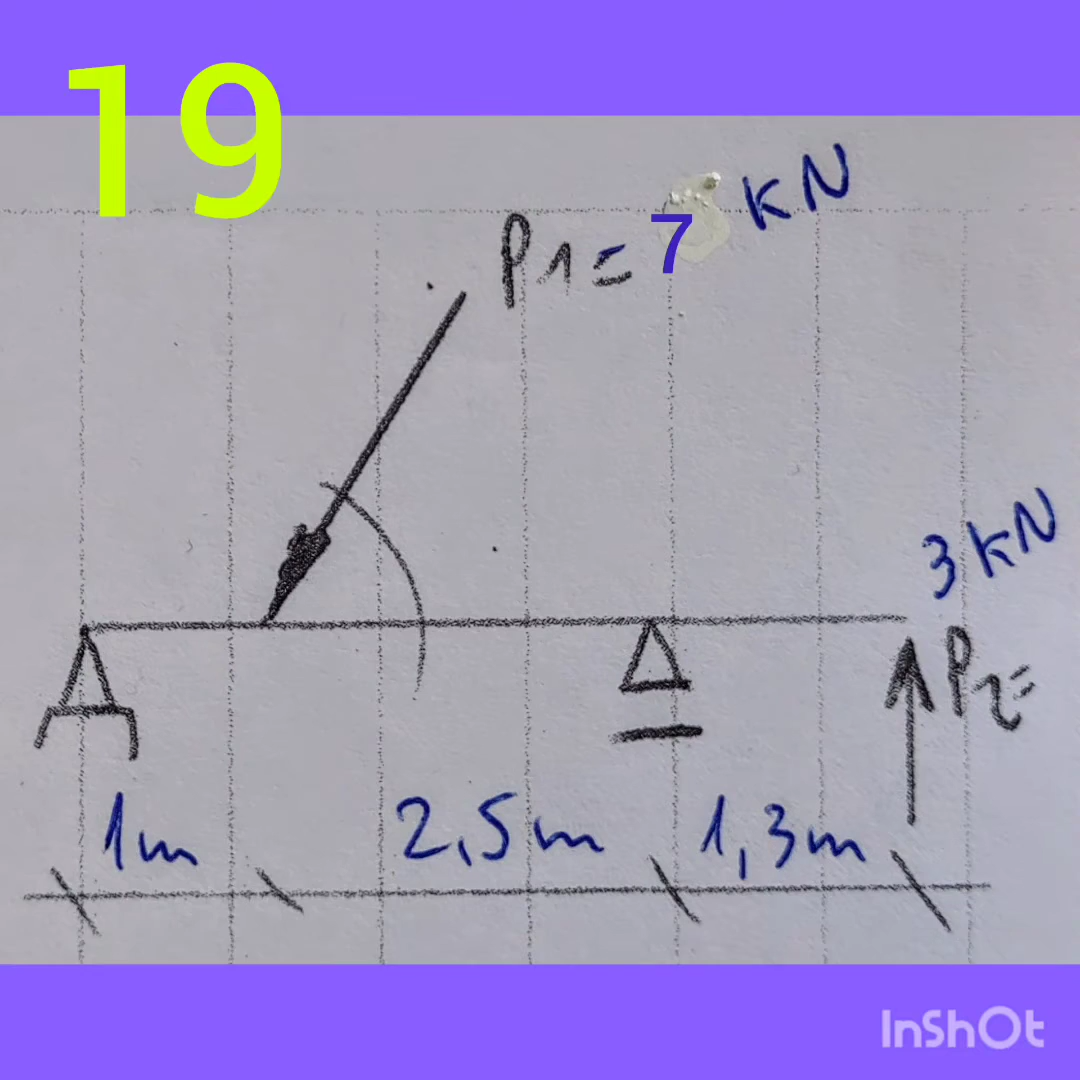 19
P1 = 7 kN
3 kN
P2 =
1m 2,5m 1,3m
InShOt